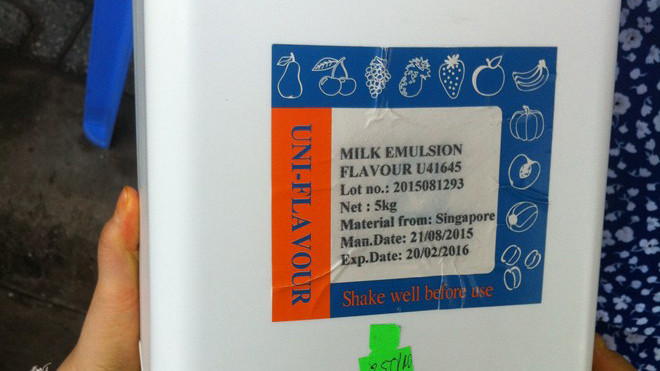 UNI-FLAVOUR
MILK EMULSION
FLAVOUR U41645
Lot no.: 2015081293
Net : 5kg
Material from: Singapore
Man.Date: 21/08/2015
Exp.Date: 20/02/2016
Shake well before use